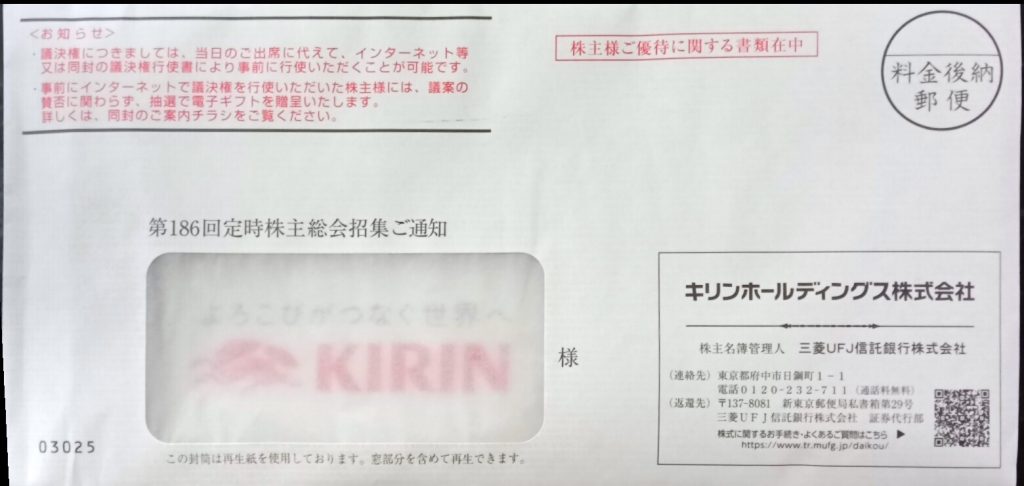 <お知らせ>
・議決権につきましては、当日のご出席に代えて、インターネット等
又は同封の議決権行使書により事前に行使いただくことが可能です。
・事前にインターネットで議決権を行使いただいた株主様には、議案の
賛否に関わらず、抽選で電子ギフトを贈呈いたします。
詳しくは、同封のご案内チラシをご覧ください。
株主様ご優待に関する書類在中
料金後納
郵便
第186回定時株主総会招集ご通知
よろこびがつなぐ世界へ
KIRIN
様
03025
この封筒は再生紙を使用しております。窓部分を含めて再生できます。
キリンホールディングス株式会社
株主名簿管理人 三菱UFJ信託銀行株式会社
(連絡先) 東京都府中市日鋼町1-1
電話0120-232-711(通話料無料)
(返還先) 〒137-8081 新東京郵便局私書箱第29号
三菱UFJ信託銀行株式会社 証券代行部
株式に関するお手続き・よくあるご質問はこちら ▶
https://www.tr.mufg.jp/daikou/